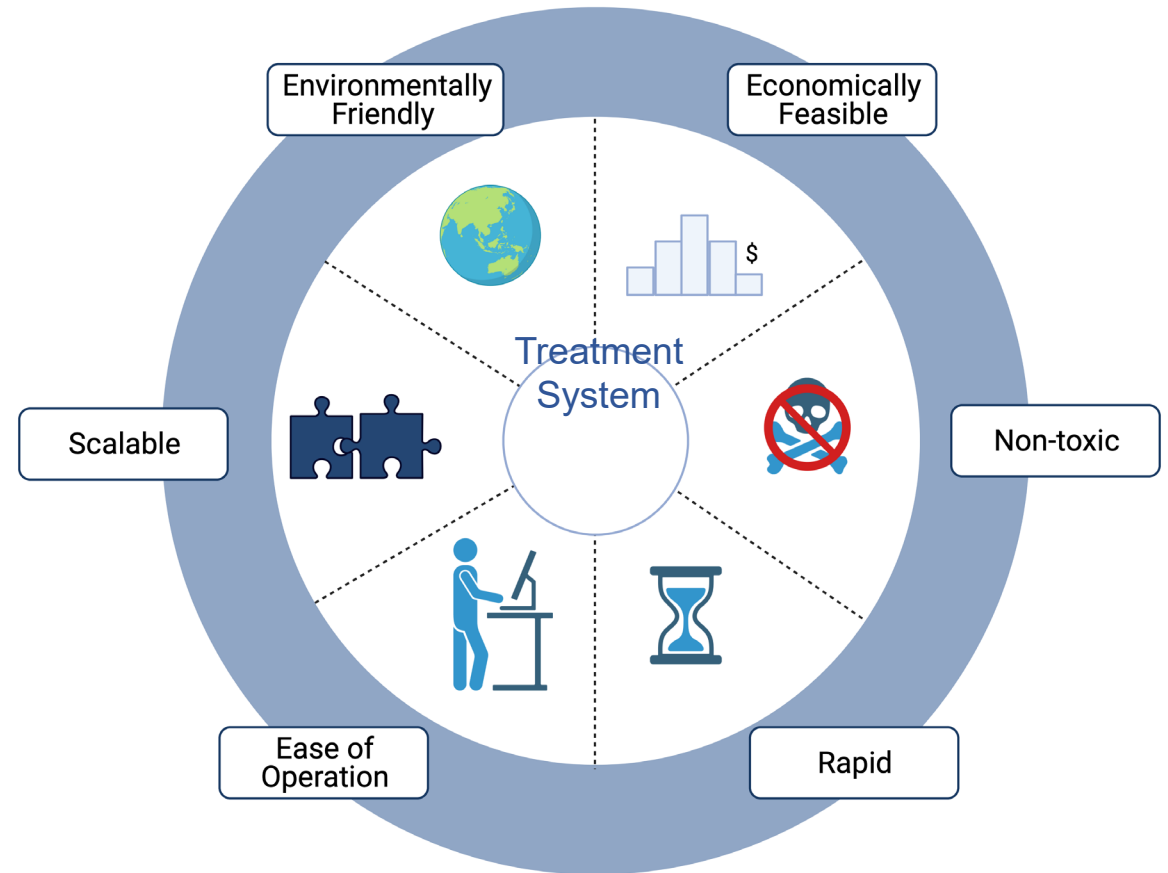 Environmentally
Friendly
Economically
Feasible
$
Treatment
System
Scalable
Non-toxic
Ease of
Operation
Rapid